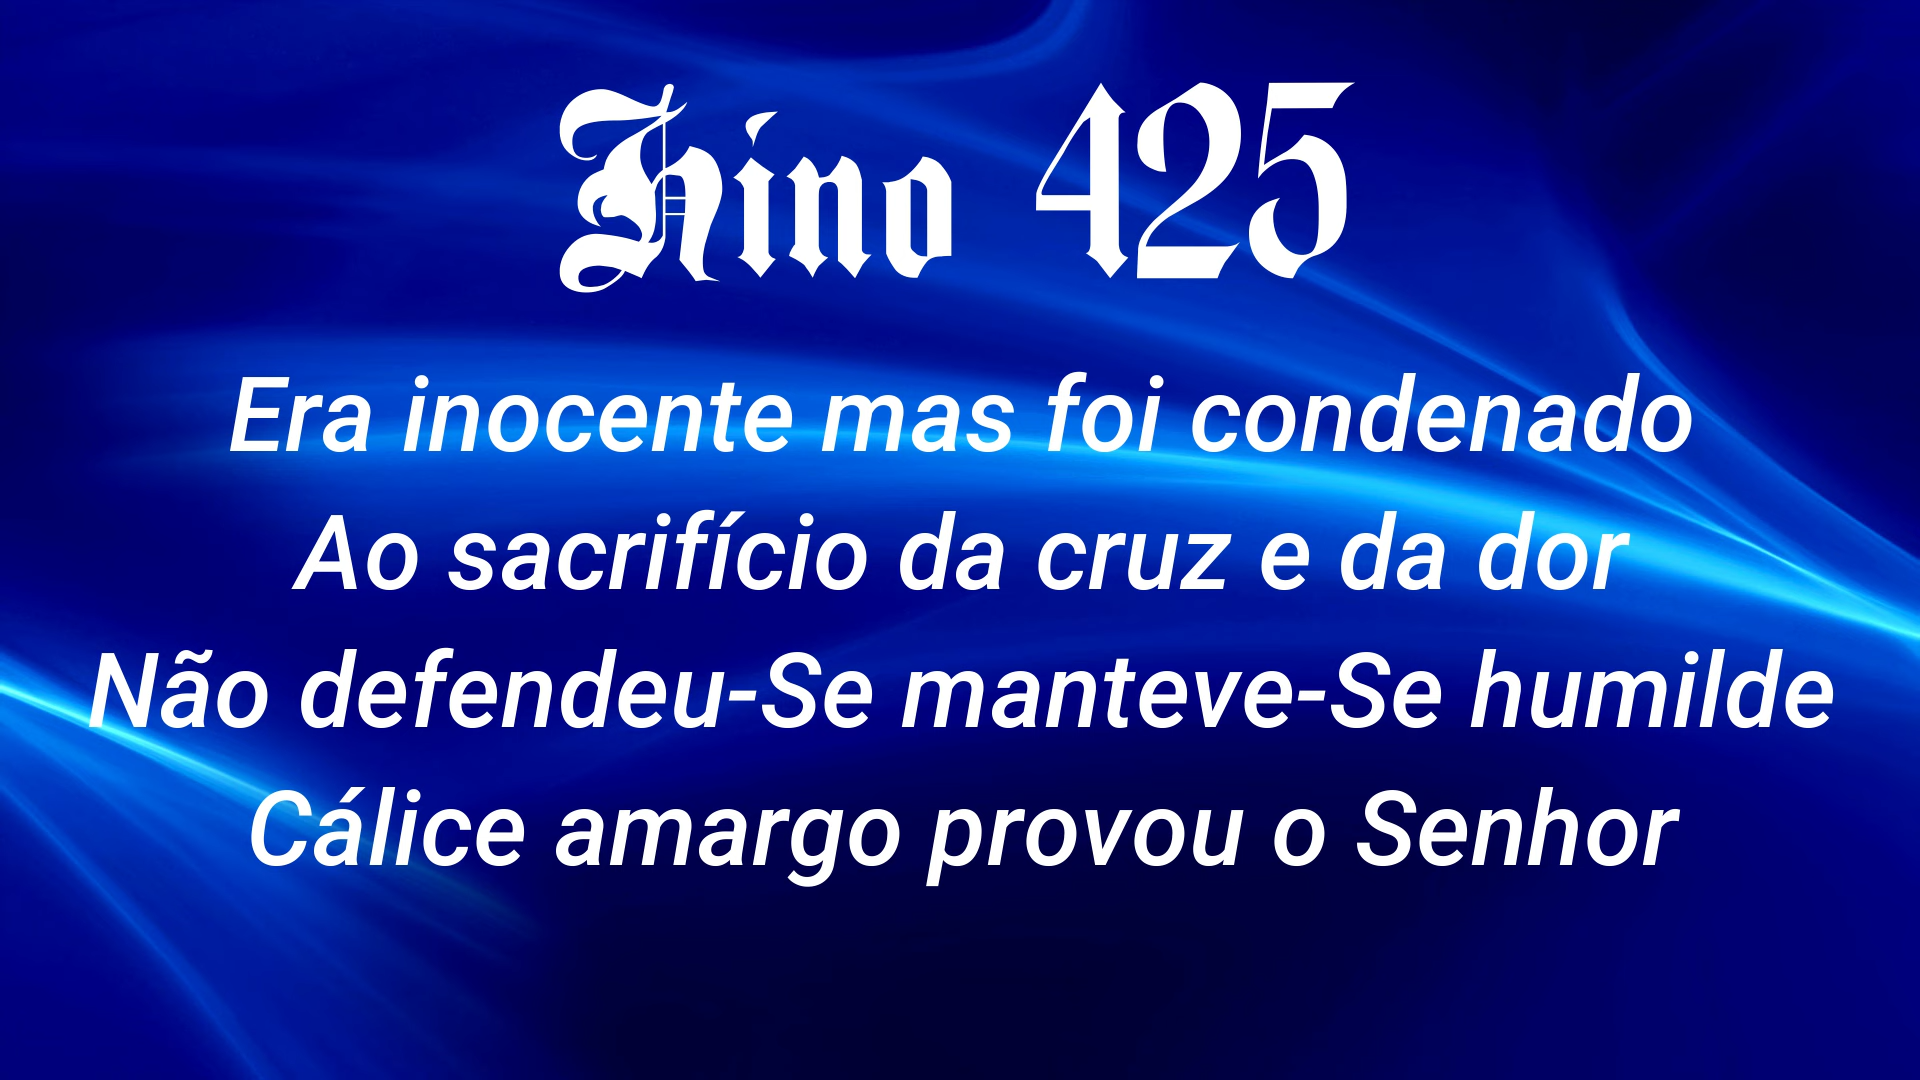 Hino 425
Era inocente mas foi condenado
Ao sacrifício da cruz e da dor
Não defendeu-Se manteve-Se humilde
Cálice amargo provou o Senhor